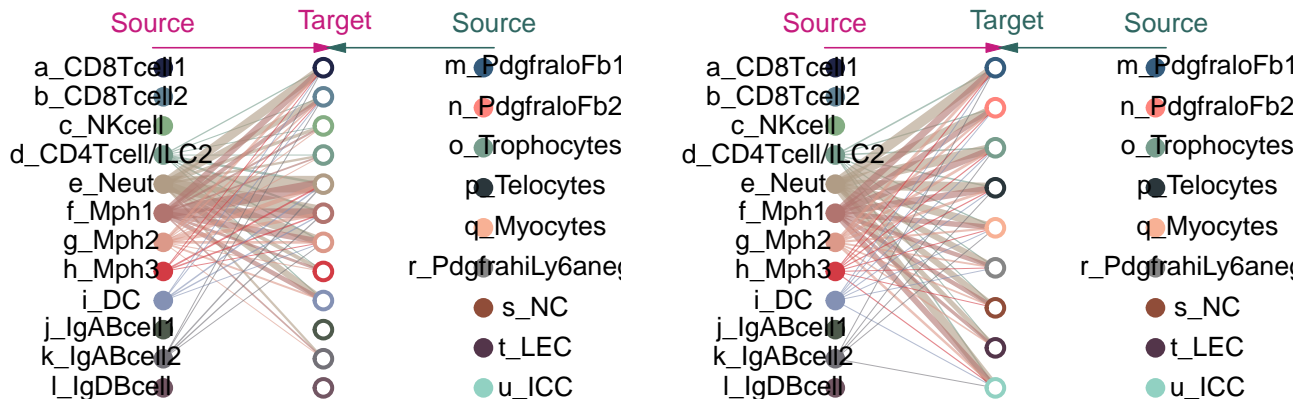 Source Target Source
a_CD8Tcell1
b_CD8Tcell2
c_NKcell
d_CD4Tcell/ILC2
e_Neut
f_Mph1
g_Mph2
h_Mph3
i_DC
j_IgABcell1
k_IgABcell2
l_IgDBcell
m_PdgfraloFb1
n_PdgfraloFb2
o_Trophocytes
p_Telocytes
q_Myocytes
r_PdgfrahiLy6aneg
s_NC
t_LEC
u_ICC
Source Target Source
a_CD8Tcell1
b_CD8Tcell2
c_NKcell
d_CD4Tcell/ILC2
e_Neut
f_Mph1
g_Mph2
h_Mph3
i_DC
j_IgABcell1
k_IgABcell2
l_IgDBcell
m_PdgfraloFb1
n_PdgfraloFb2
o_Trophocytes
p_Telocytes
q_Myocytes
r_PdgfrahiLy6aneg
s_NC
t_LEC
u_ICC